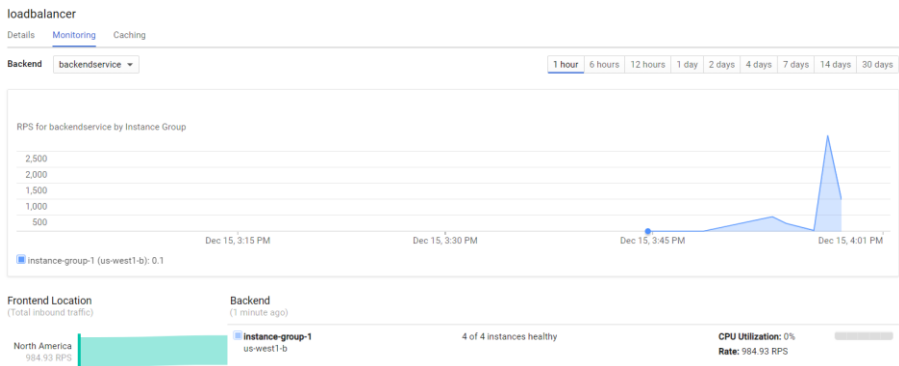 loadbalancer
Details Monitoring Caching
Backend backendservice 1 hour 6 hours 12 hours 1 day 2 days 4 days 7 days 14 days 30 days
RPS for backendservice by Instance Group
2,500
2,000
1,500
1,000
500
Dec 15, 3:15 PM Dec 15, 3:30 PM Dec 15, 3:45 PM Dec 15, 4:01 PM
instance-group-1 (us-west1-b): 0.1
Frontend Location Backend
(Total inbound traffic) (1 minute ago)
instance-group-1 4 of 4 instances healthy CPU Utilization: 0%
North America us-west1-b Rate: 984.93 RPS
984.93 RPS